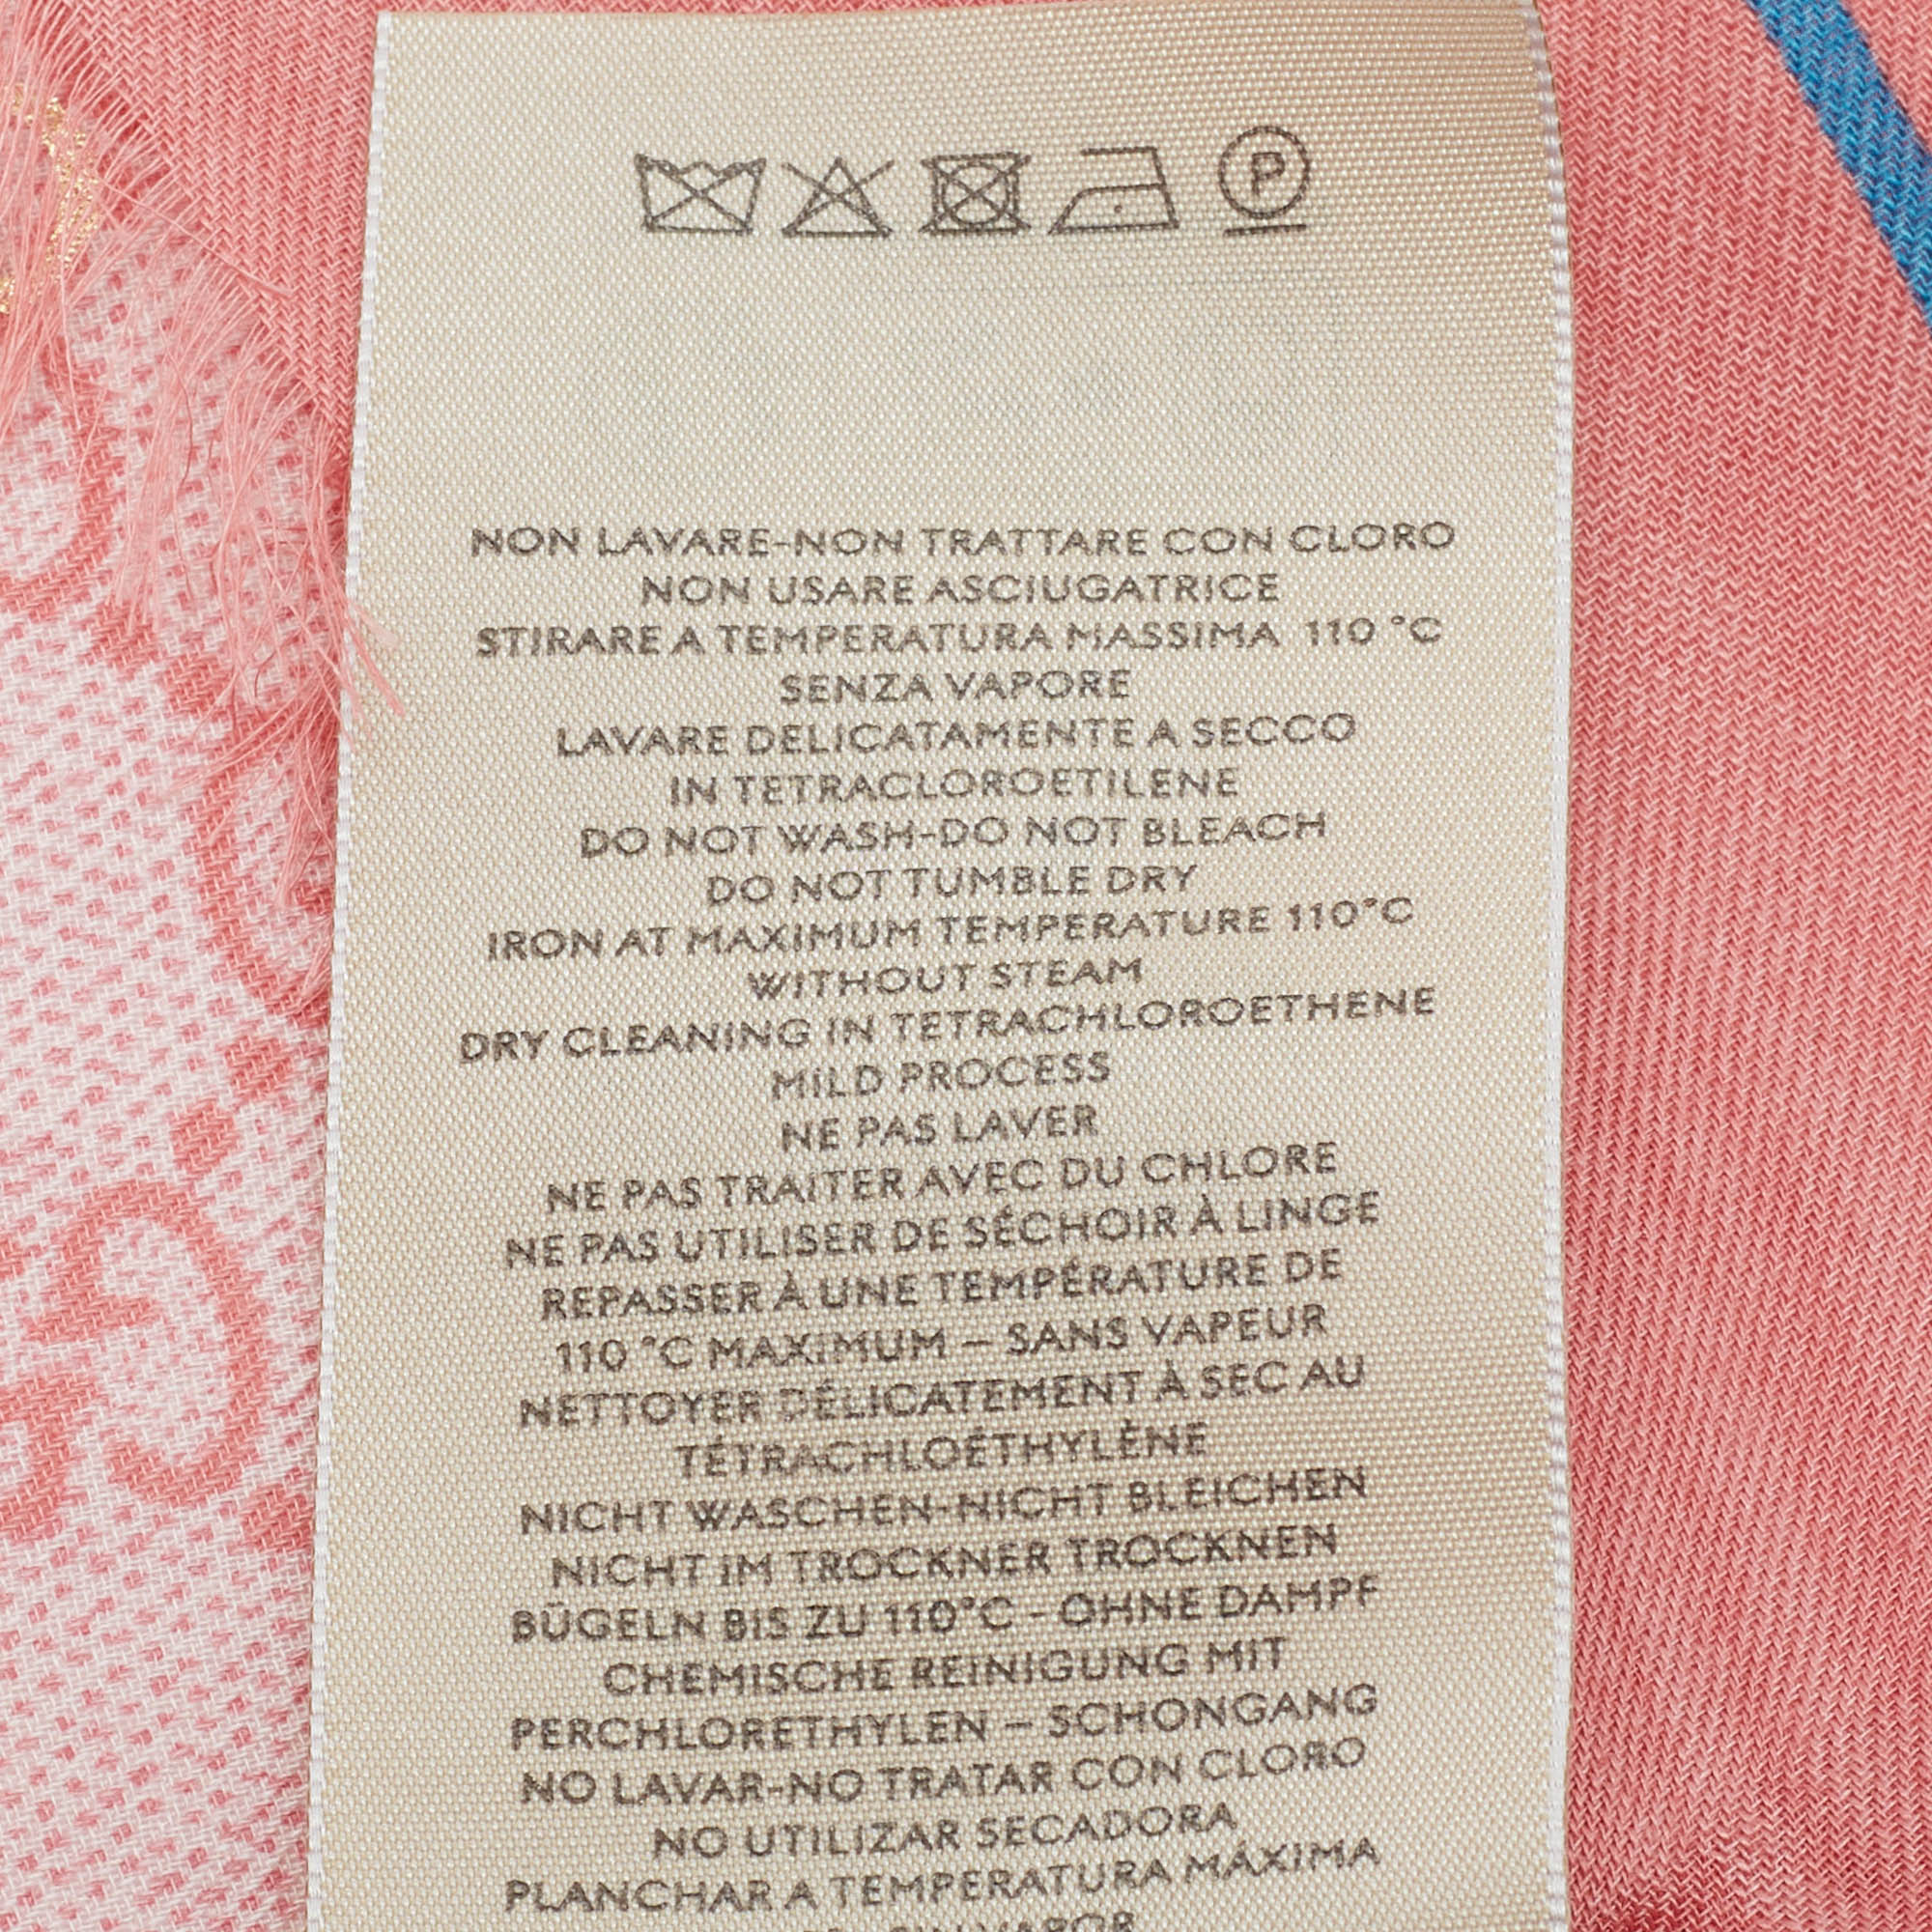 P
NON LAVARE-NON TRATTARE CON CLORO
NON USARE ASCIUGATRICE
STIRARE A TEMPERATURA MASSIMA 110 °C
SENZA VAPORE
LAVARE DELICATAMENTE A SECCO
IN TETRACLOROETILENE
DO NOT WASH-DO NOT BLEACH
DO NOT TUMBLE DRY
IRON AT MAXIMUM TEMPERATURE 110°C
WITHOUT STEAM
DRY CLEANING IN TETRACHLOROETHENE
MILD PROCESS
NE PAS LAVER
NE PAS TRAITER AVEC DU CHLORE
NE PAS UTILISER DE SÉCHOIR À LINGE
REPASSER À UNE TEMPÉRATURE DE
110 °C MAXIMUM – SANS VAPEUR
NETTOYER DÉLICATEMENT À SEC AU
TÉTRACHLOÉTHYLÈNE
NICHT WASCHEN-NICHT BLEICHEN
NICHT IM TROCKNER TROCKNEN
BÜGELN BIS ZU 110°C - OHNE DAMPF
CHEMISCHE REINIGUNG MIT
PERCHLORETHYLEN – SCHONGANG
NO LAVAR-NO TRATAR CON CLORO
NO UTILIZAR SECADORA
PLANCHAR A TEMPERATURA MÁXIMA
SIN VAPOR